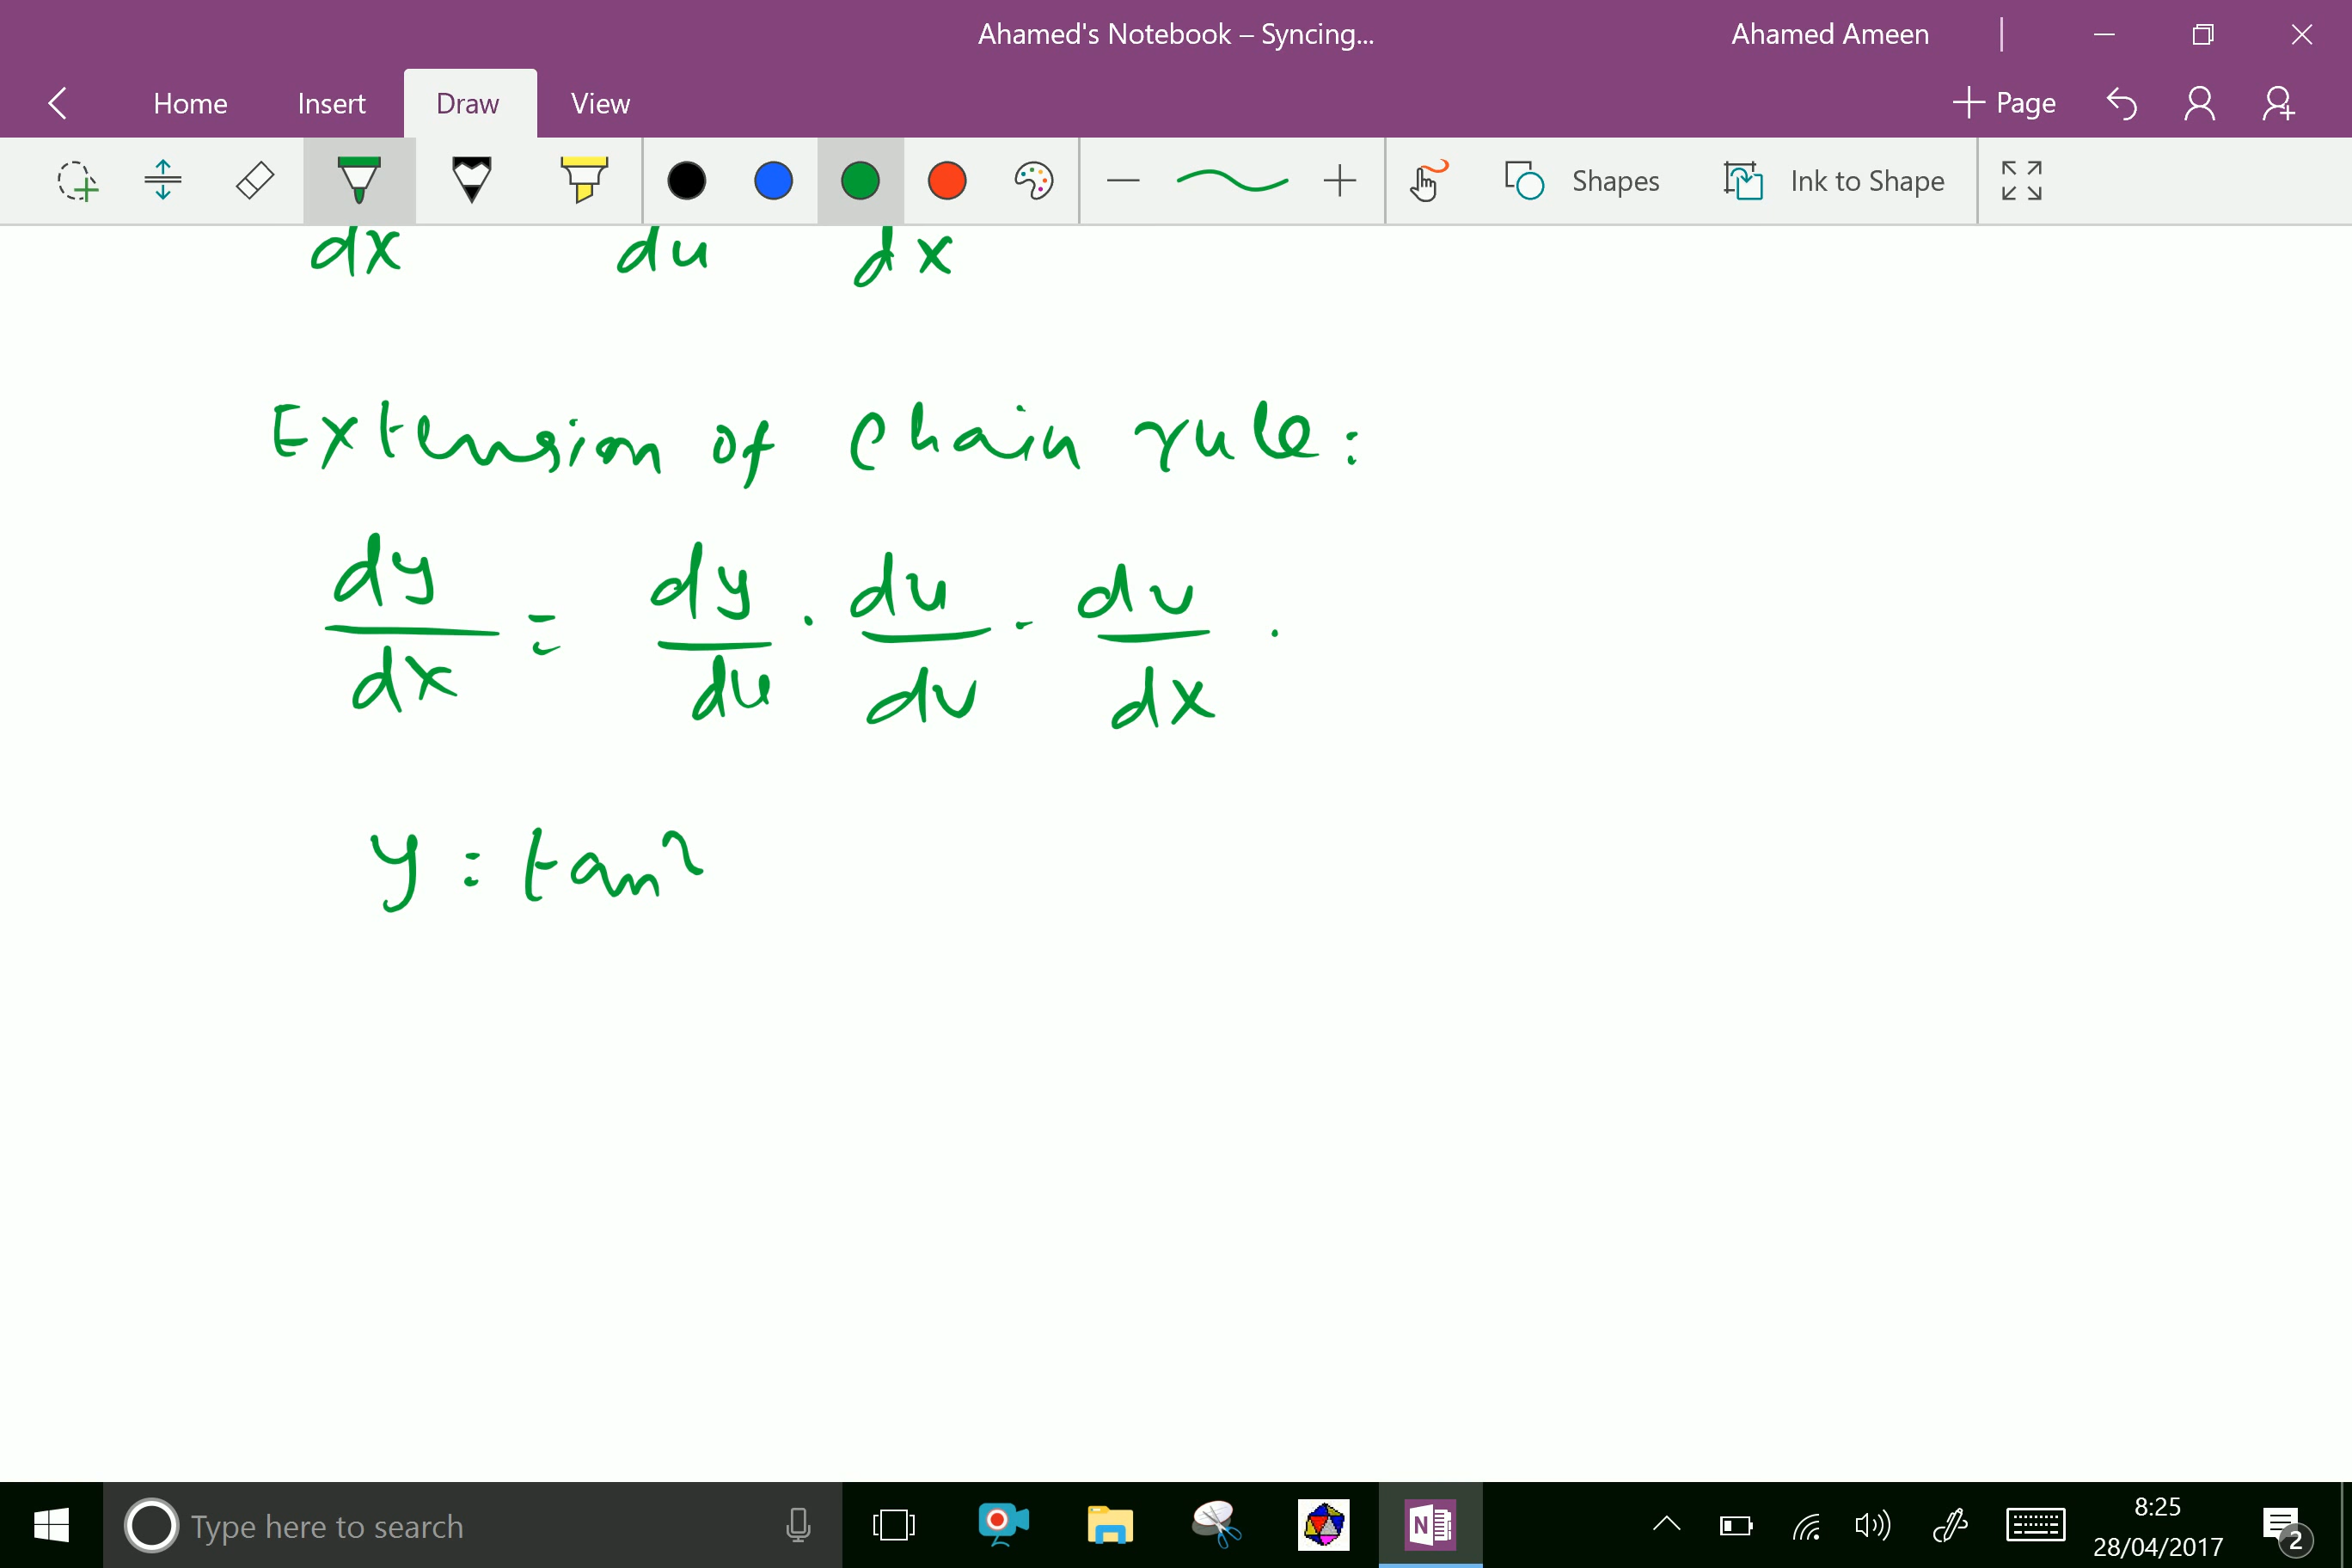 Ahamed's Notebook – Syncing...
Ahamed Ameen
Home Insert Draw View
Page
Shapes
Ink to Shape
dx du dx
Extension of Chain rule:
dy/dx = dy/du · du/dv · dv/dx ·
y = tan²
Type here to search
N
8:25
28/04/2017
2